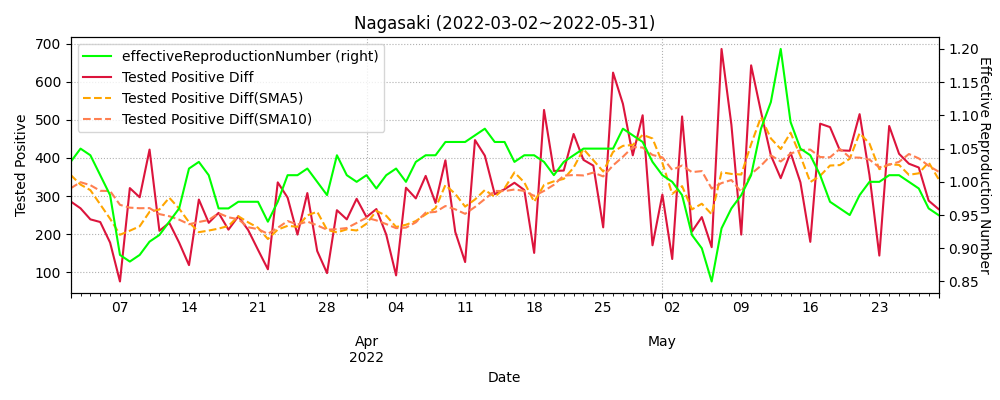 Nagasaki (2022-03-02~2022-05-31)
effectiveReproductionNumber (right)
Tested Positive Diff
Tested Positive Diff(SMA5)
Tested Positive Diff(SMA10)
Tested Positive
700
600
500
400
300
200
100
1.20
1.15
1.10
1.05
1.00
0.95
0.90
0.85
Effective Reproduction Number
07 14 21 28 04 11 18 25 02 09 16 23
Apr May
2022
Date